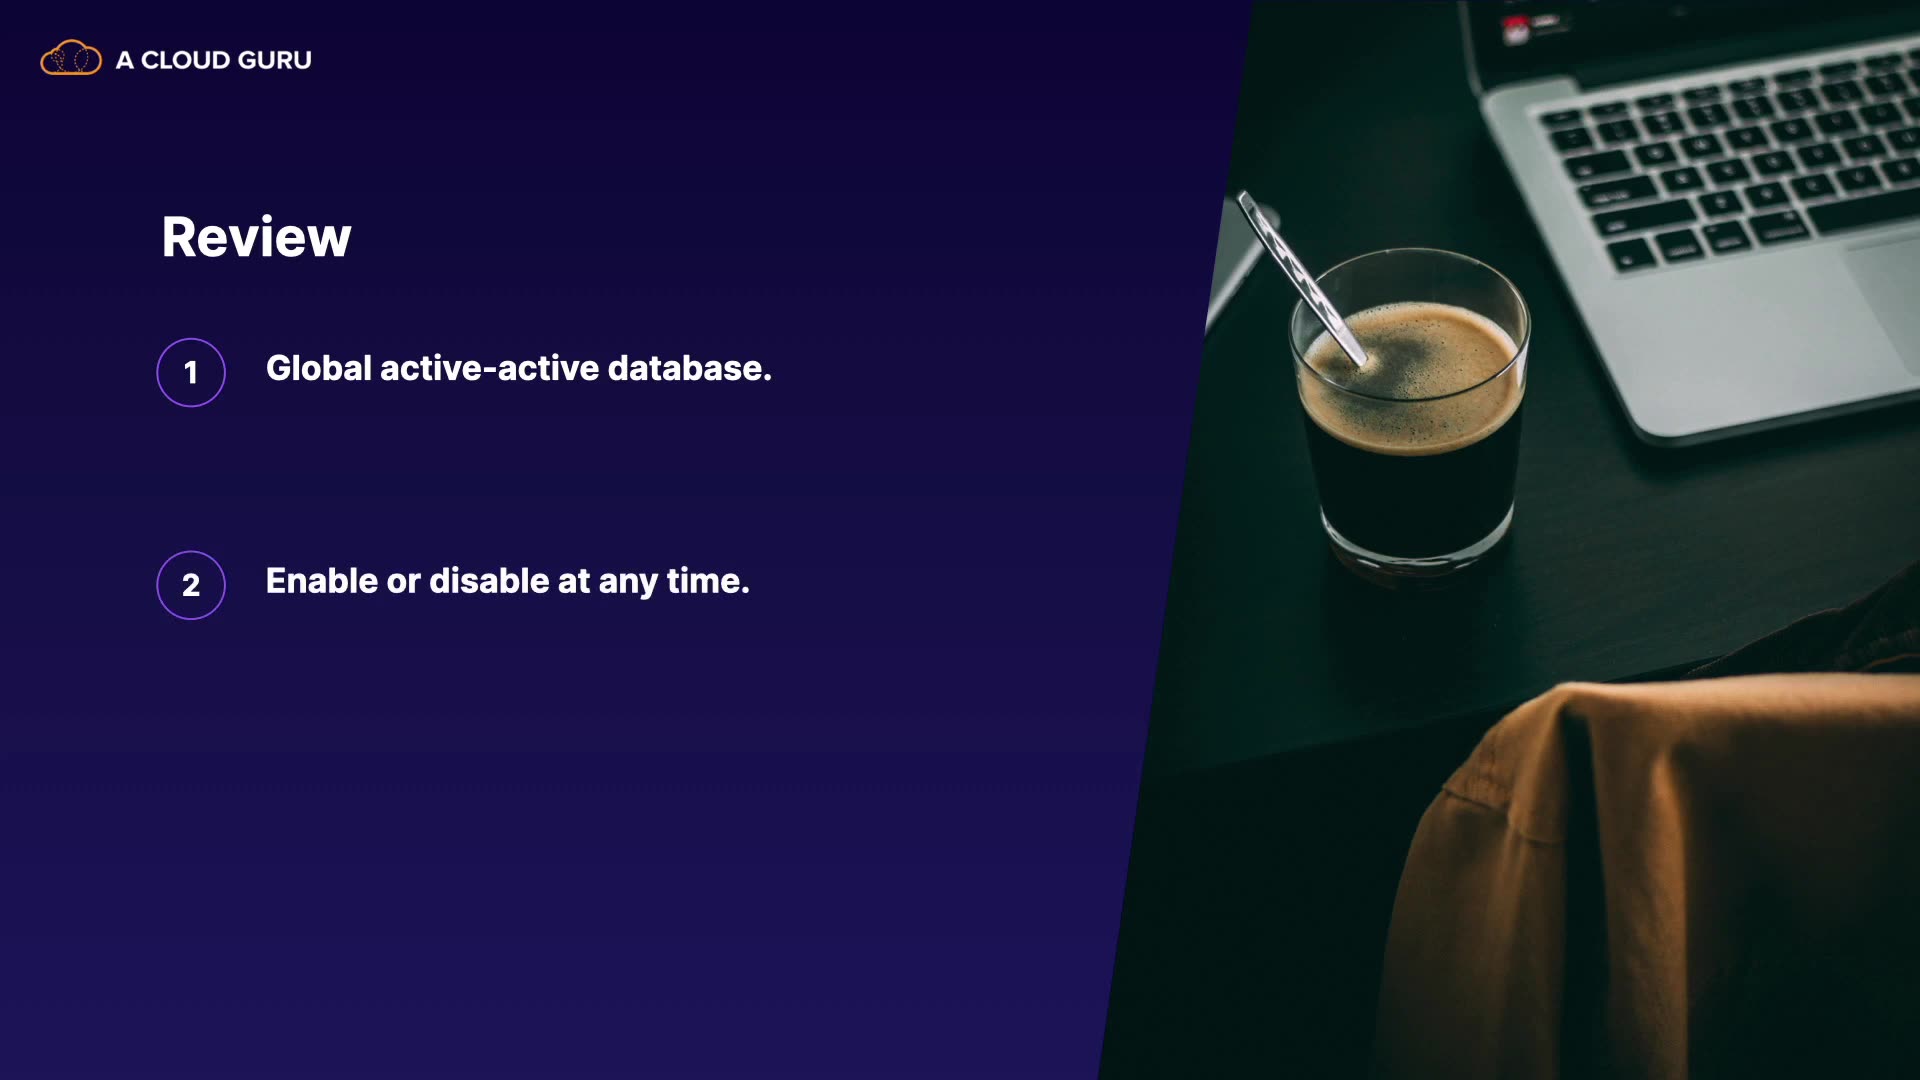 A CLOUD GURU
Review
1 Global active-active database.
2 Enable or disable at any time.